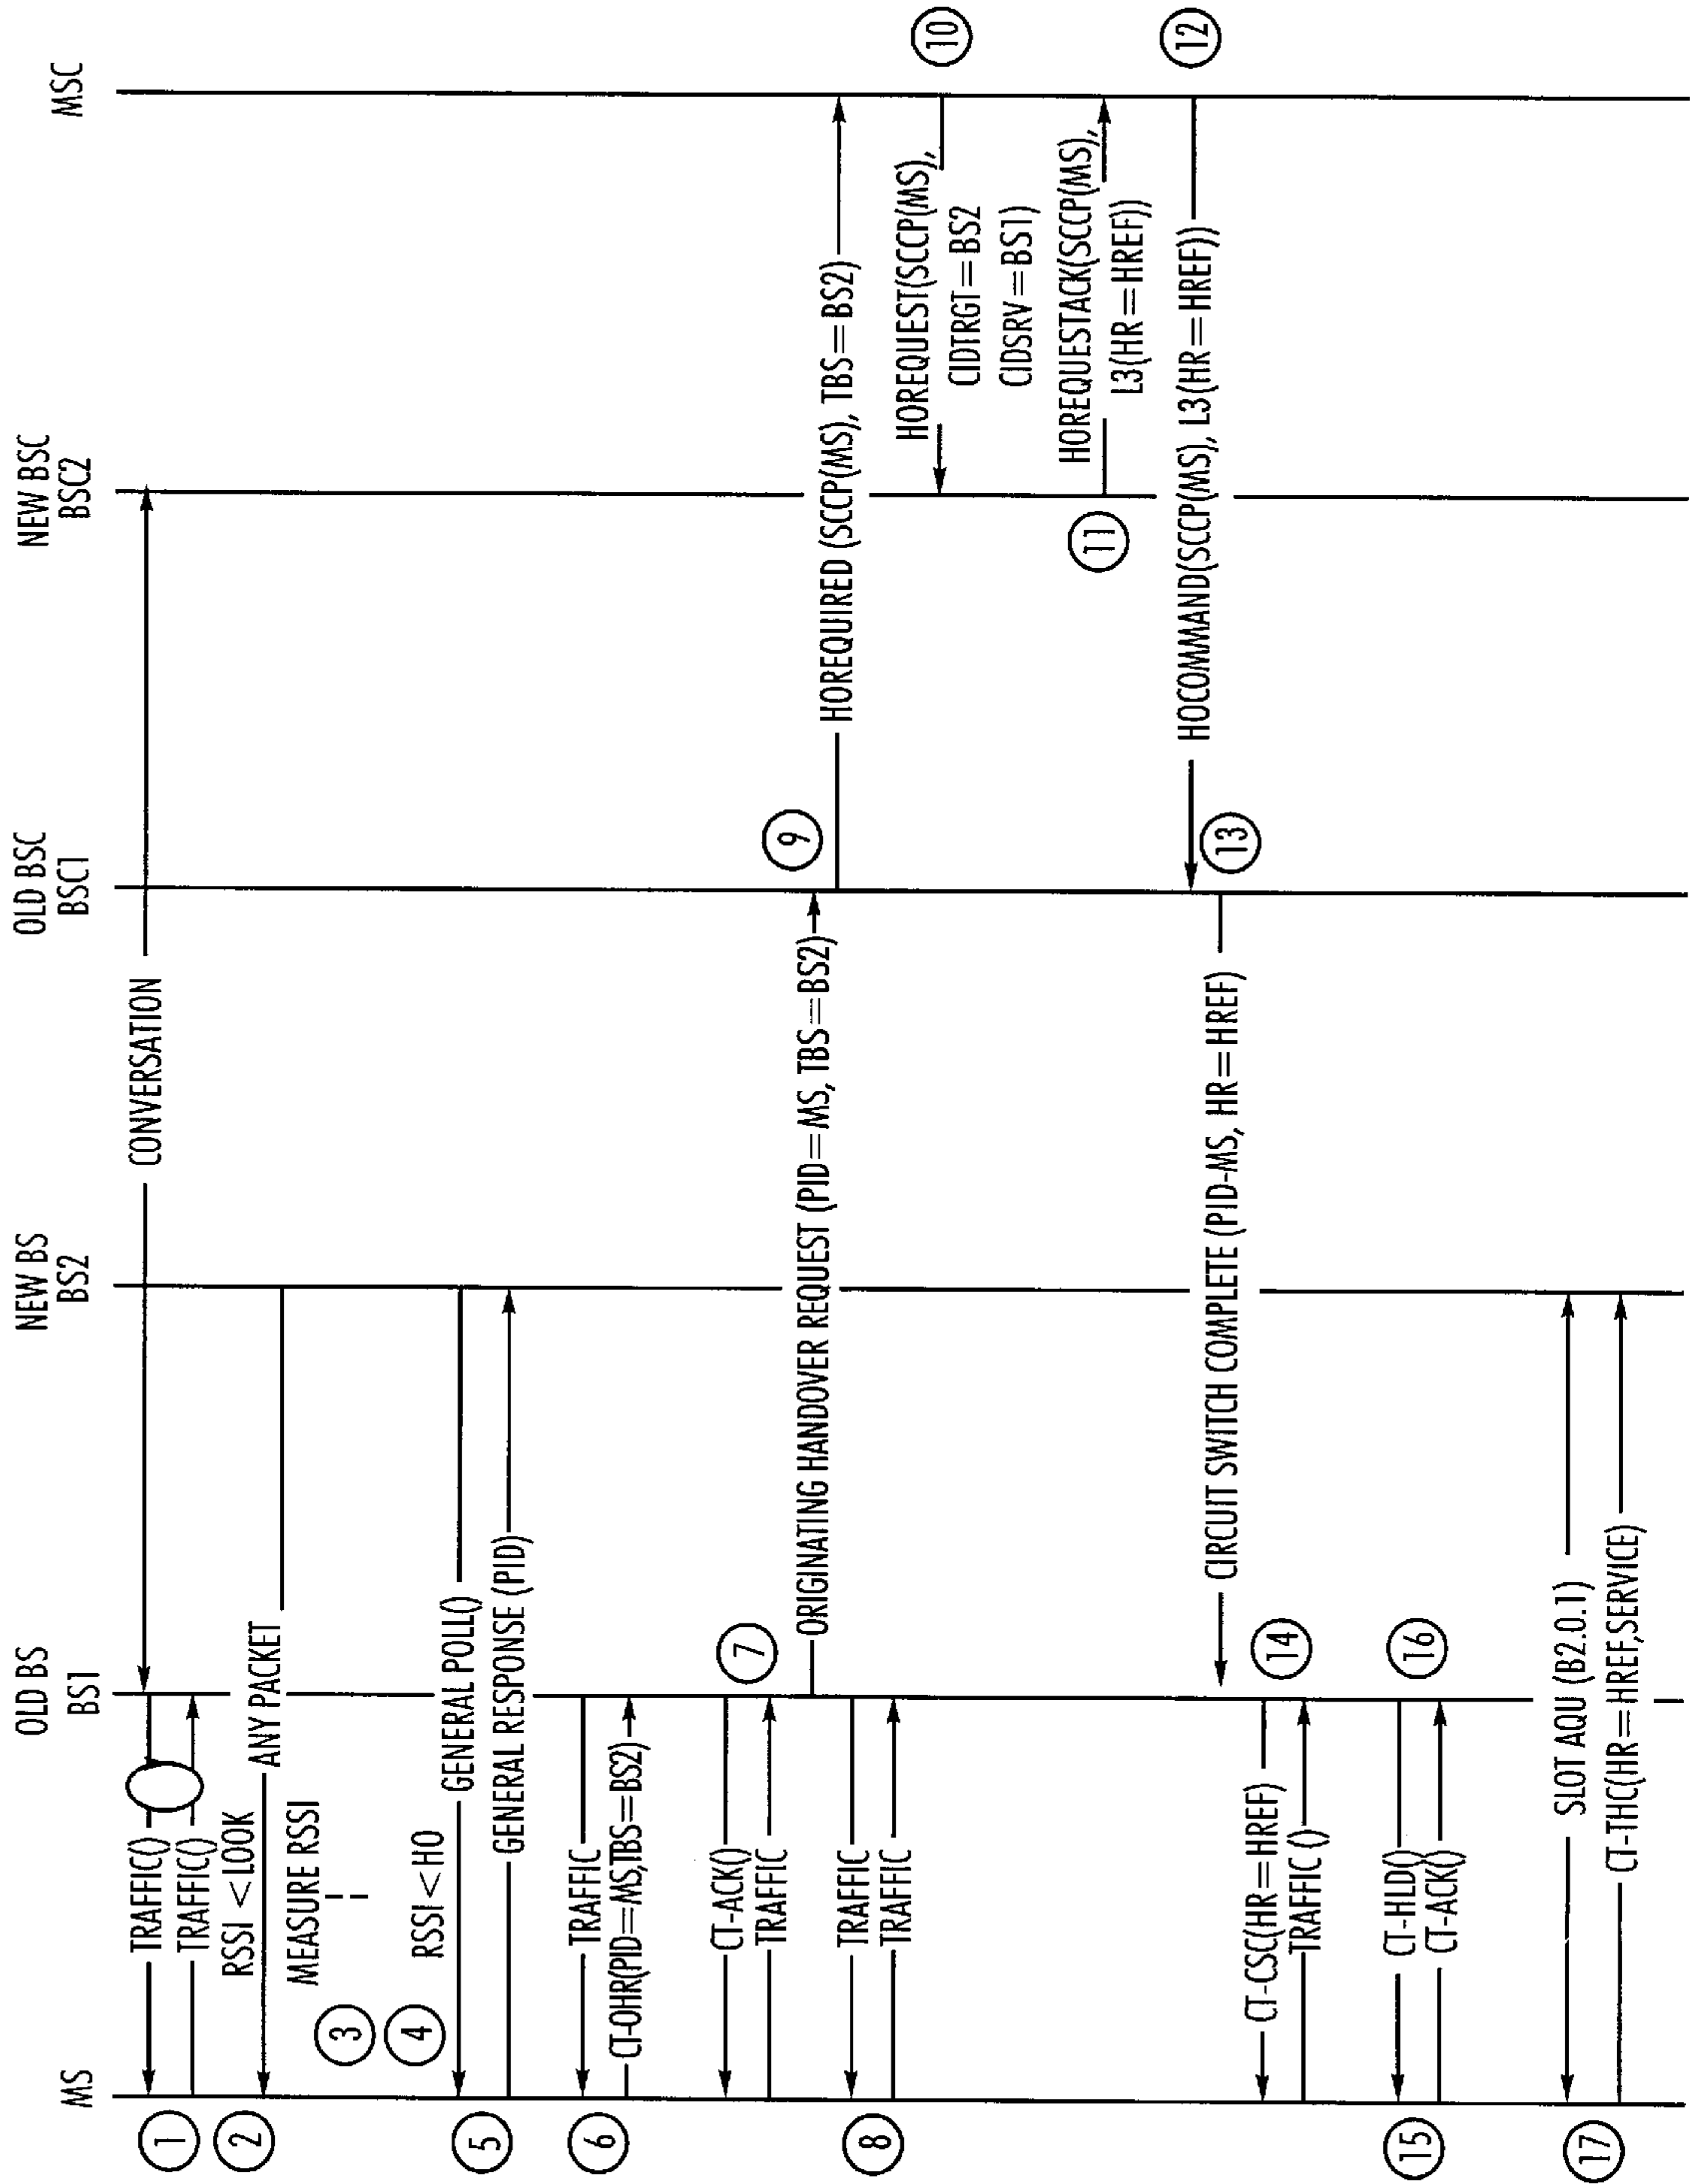 MS
OLD BS
BS1
NEW BS
BS2
OLD BSC
BSC1
NEW BSC
BSC2
MSC
CONVERSATION
1
TRAFFIC()
TRAFFIC()
2
RSSI < LOOK
ANY PACKET
MEASURE RSSI
3
4
RSSI < HO
5
GENERAL POLL()
GENERAL RESPONSE (PID)
6
TRAFFIC
CT-OHR(PID=MS,TBS=BS2)
7
CT-ACK()
TRAFFIC
ORIGINATING HANDOVER REQUEST (PID=MS, TBS=BS2)
8
TRAFFIC
TRAFFIC
9
HOREQUIRED (SCCP(MS), TBS=BS2)
10
HOREQUEST(SCCP(MS),
CIDTRGT=BS2
CIDSRV=BS1)
11
HOREQUESTACK(SCCP(MS),
L3(HR=HREF))
12
HOCOMMAND(SCCP(MS), L3(HR=HREF))
13
CIRCUIT SWITCH COMPLETE (PID-MS, HR=HREF)
14
CT-CSC(HR=HREF)
TRAFFIC ()
15
16
CT-HLD()
CT-ACK()
17
SLOT AQU (B2.0.1)
CT-THC(HR=HREF,SERVICE)